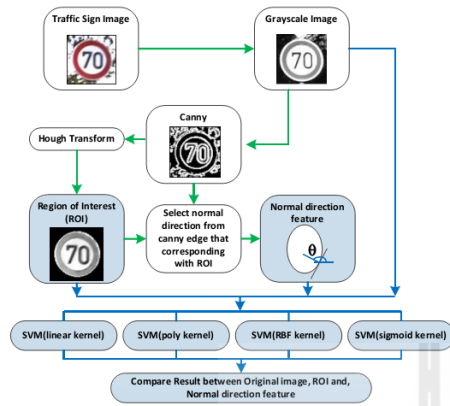 Traffic Sign Image
70
Grayscale Image
70
Canny
70
Hough Transform
Region of Interest
(ROI)
70
Select normal
direction from
canny edge that
corresponding
with ROI
Normal direction
feature
θ
SVM(linear kernel)
SVM(poly kernel)
SVM(RBF kernel)
SVM(sigmoid kernel)
Compare Result between Original image, ROI and,
Normal direction feature